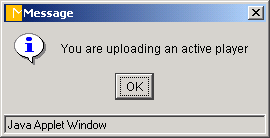 Message
You are uploading an active player
OK
Java Applet Window